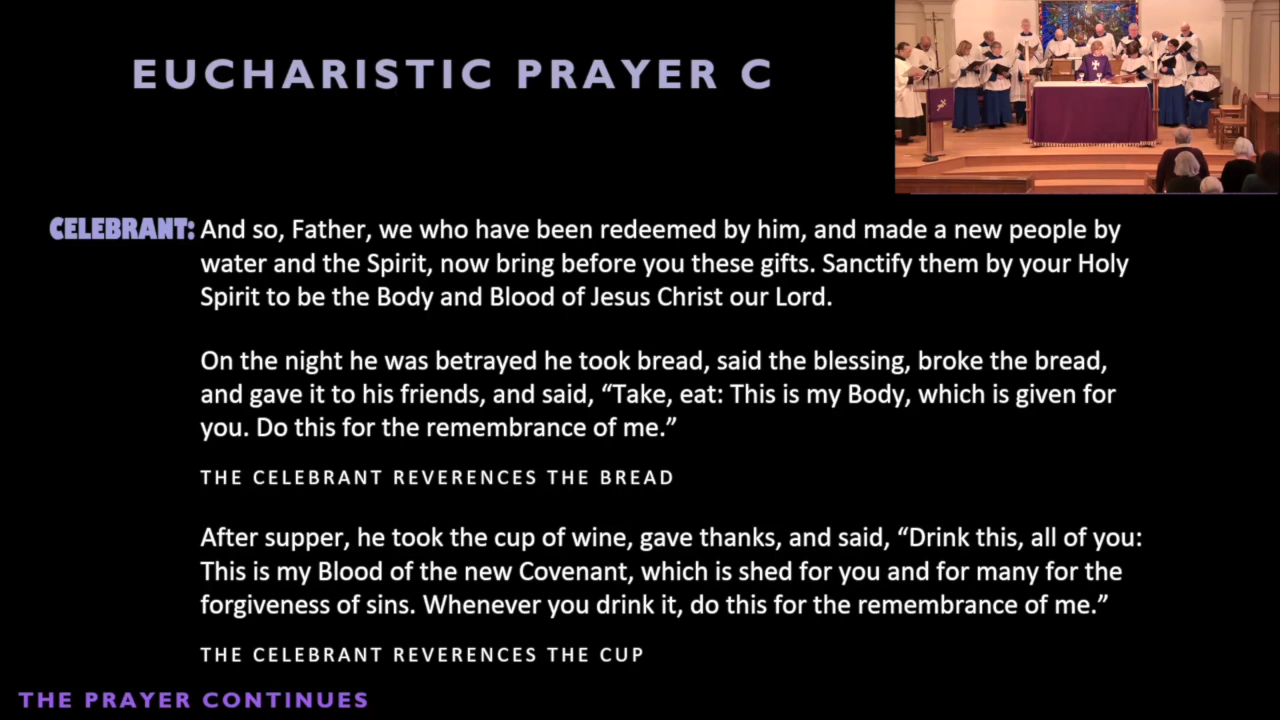 EUCHARISTIC PRAYER C
CELEBRANT: And so, Father, we who have been redeemed by him, and made a new people by
water and the Spirit, now bring before you these gifts. Sanctify them by your Holy
Spirit to be the Body and Blood of Jesus Christ our Lord.
On the night he was betrayed he took bread, said the blessing, broke the bread,
and gave it to his friends, and said, “Take, eat: This is my Body, which is given for
you. Do this for the remembrance of me.”
THE CELEBRANT REVERENCES THE BREAD
After supper, he took the cup of wine, gave thanks, and said, “Drink this, all of you:
This is my Blood of the new Covenant, which is shed for you and for many for the
forgiveness of sins. Whenever you drink it, do this for the remembrance of me.”
THE CELEBRANT REVERENCES THE CUP
THE PRAYER CONTINUES